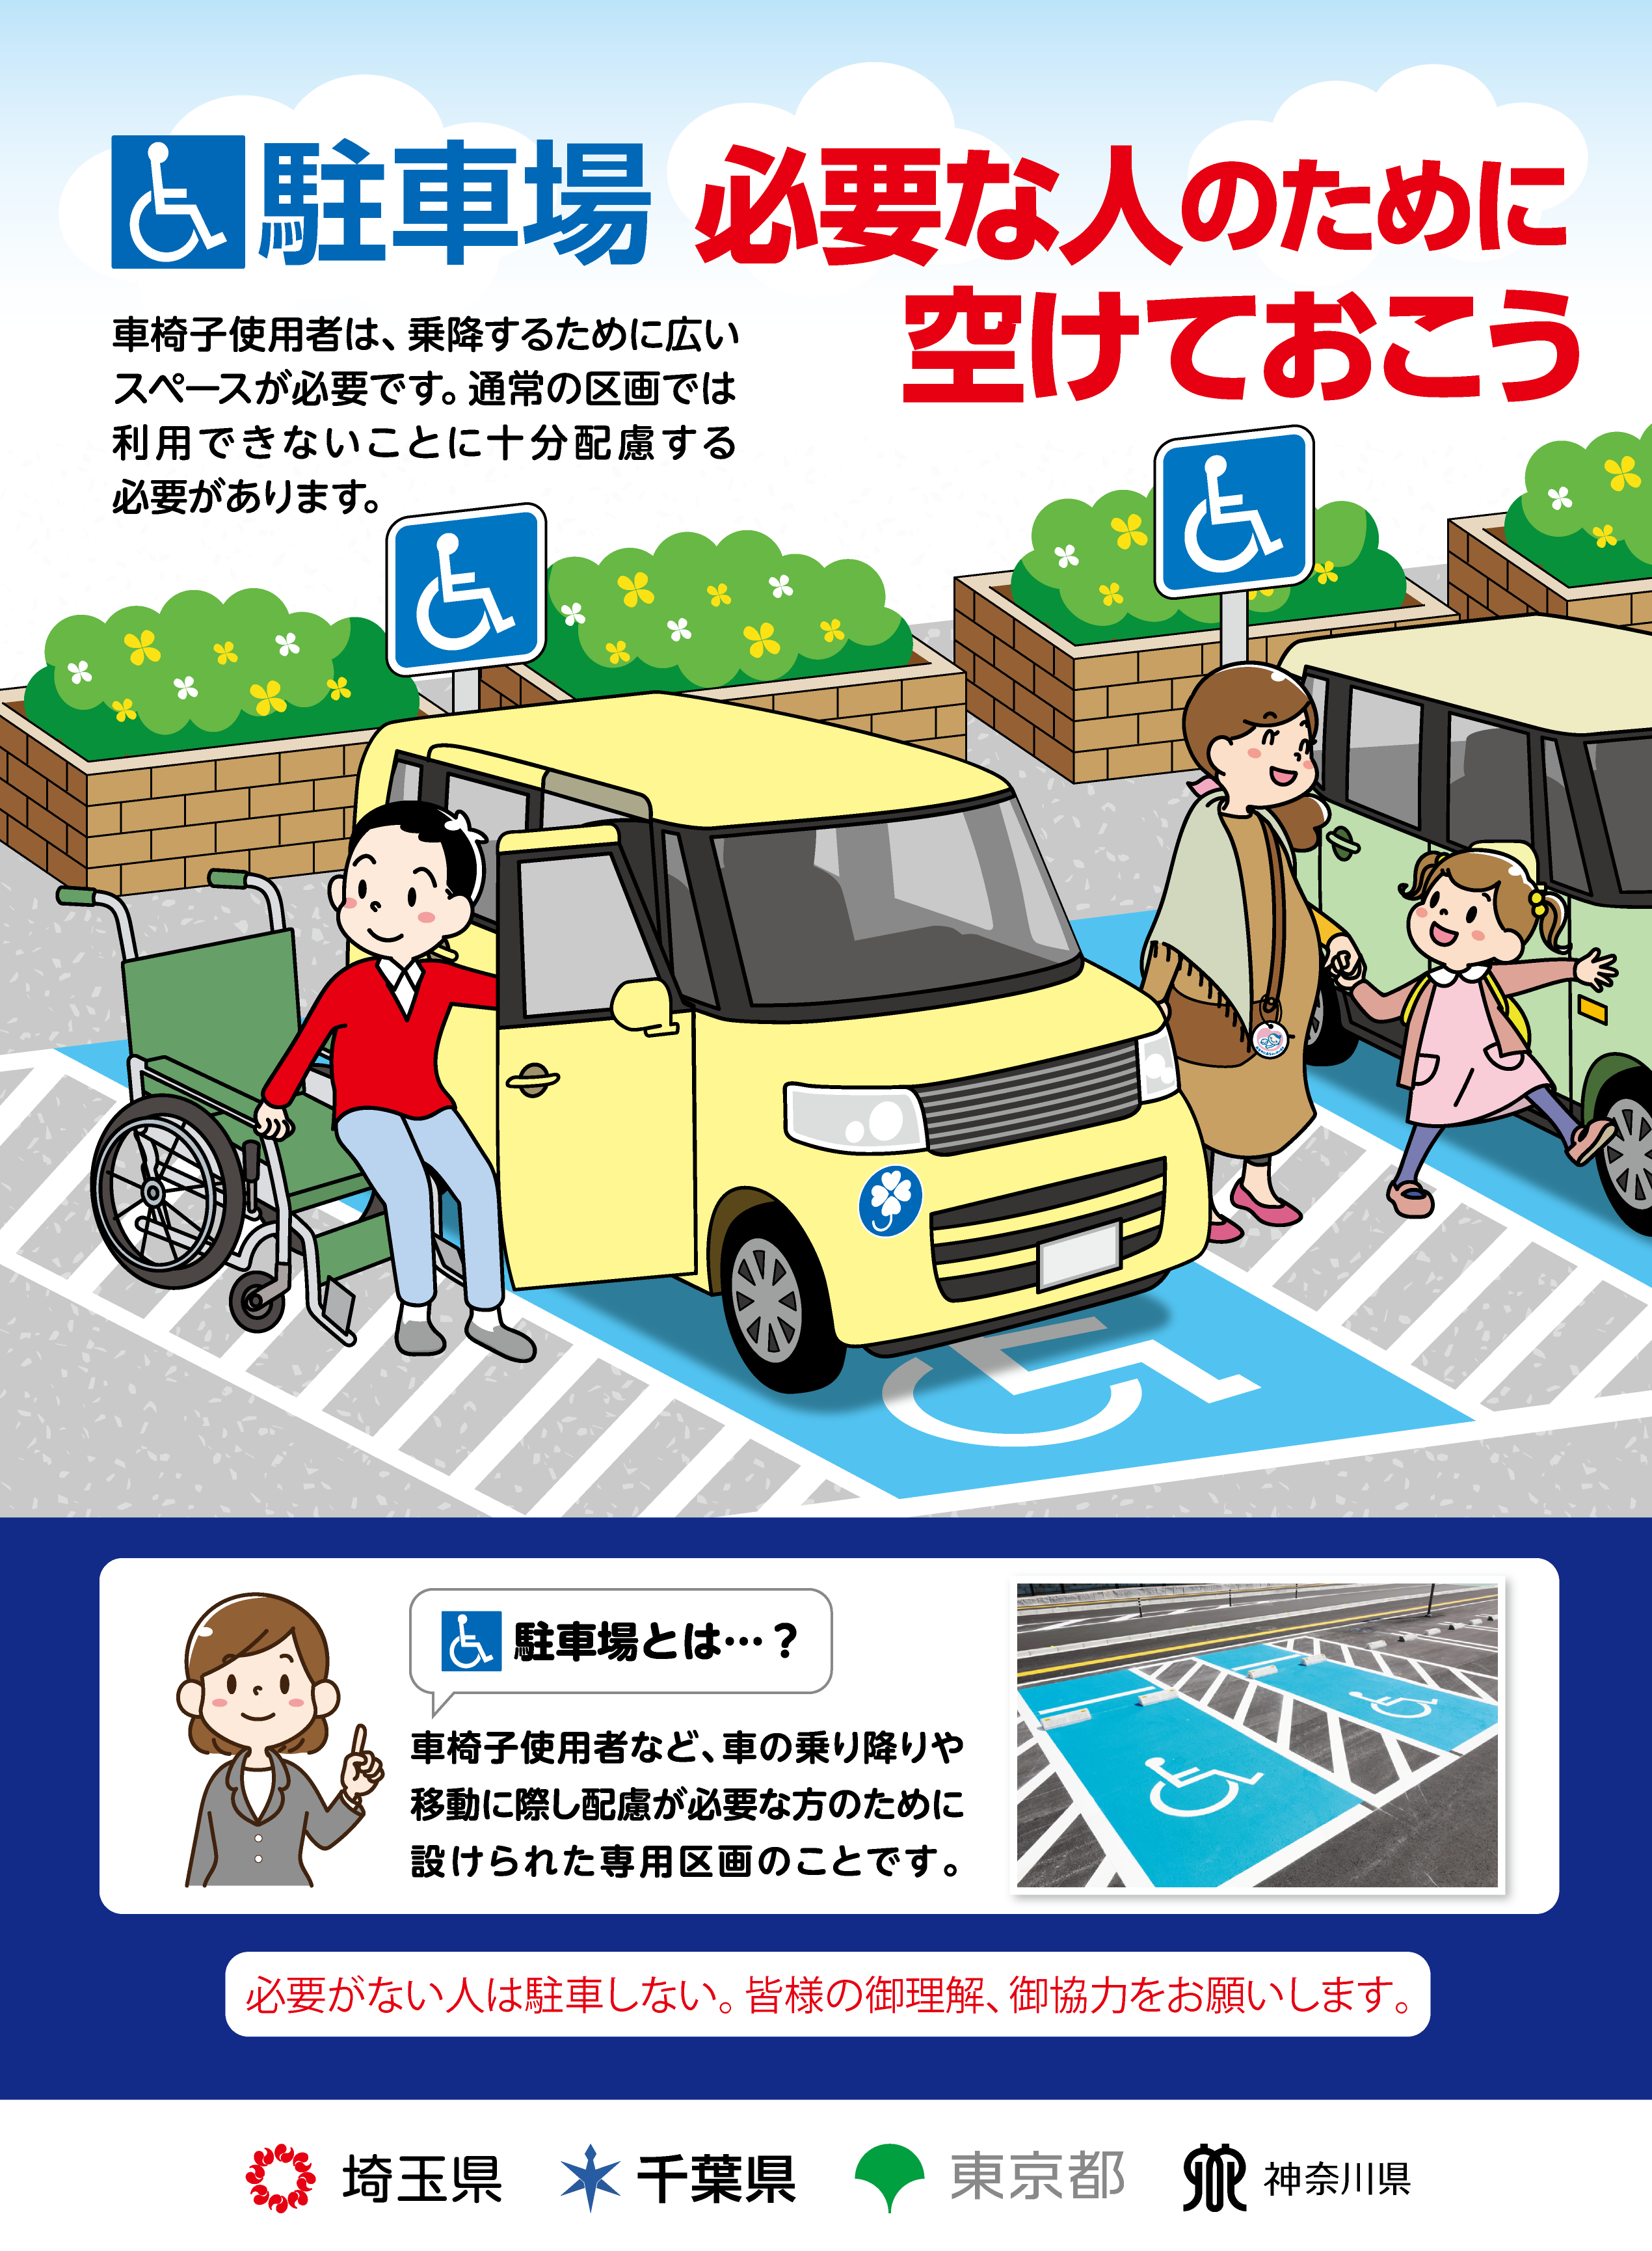 駐車場 必要な人のために
空けておこう
車椅子使用者は、乗降するために広い
スペースが必要です。通常の区画では
利用できないことに十分配慮する
必要があります。
駐車場とは…？
車椅子使用者など、車の乗り降りや
移動に際し配慮が必要な方のために
設けられた専用区画のことです。
必要がない人は駐車しない。皆様の御理解、御協力をお願いします。
埼玉県 千葉県 東京都 神奈川県